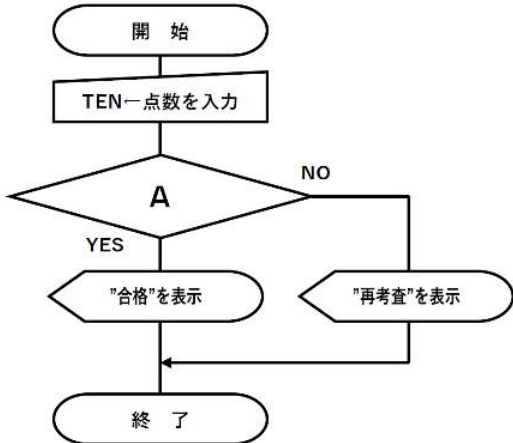 開 始
TEN←点数を入力
A
NO
YES
”合格”を表示
”再考査”を表示
終 了